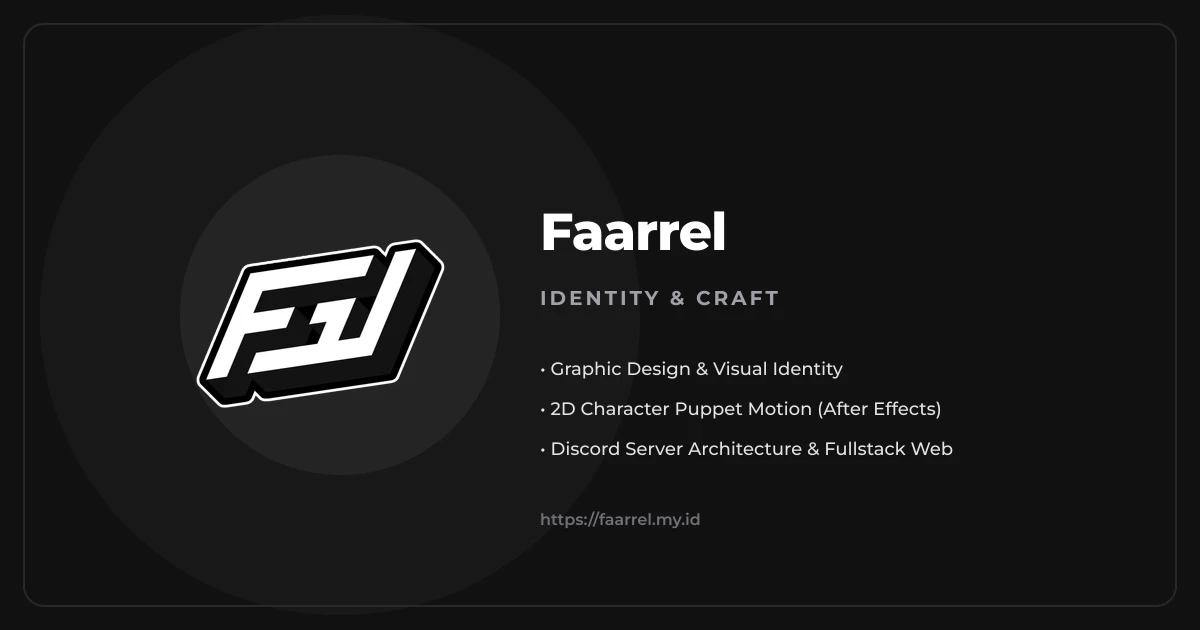 Faarrel
IDENTITY & CRAFT
• Graphic Design & Visual Identity
• 2D Character Puppet Motion (After Effects)
• Discord Server Architecture & Fullstack Web
https://faarrel.my.id